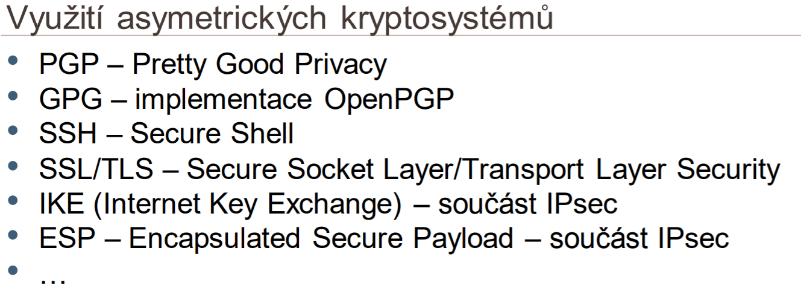 Využití asymetrických kryptosystémů
• PGP – Pretty Good Privacy
• GPG – implementace OpenPGP
• SSH – Secure Shell
• SSL/TLS – Secure Socket Layer/Transport Layer Security
• IKE (Internet Key Exchange) – součást IPsec
• ESP – Encapsulated Secure Payload – součást IPsec
• …